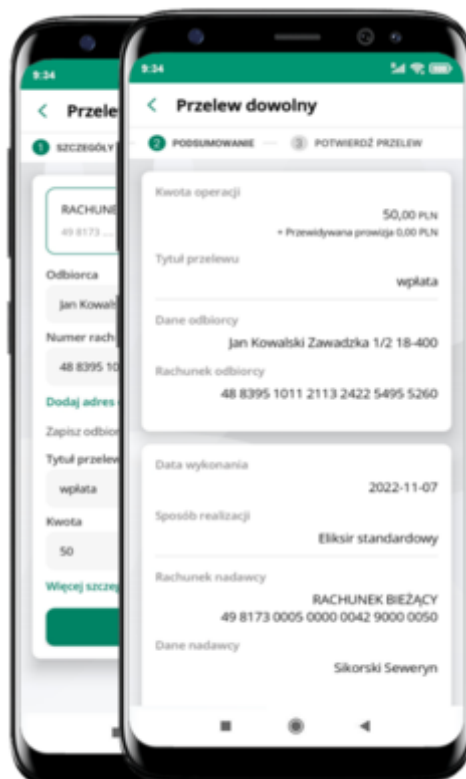 9:34
Przele
1 SZCZEGÓŁY
RACHUNE
49 8173 ...
Odbiorca
Jan Kowals
Numer rach
48 8395 10
Dodaj adres
Zapisz odbior
Tytuł przelew
wpłata
Kwota
50
Więcej szczeg
9:34
Przelew dowolny
2 PODSUMOWANIE
3 POTWIERDŹ PRZELEW
Kwota operacji
50,00 PLN
+ Przewidywana prowizja 0,00 PLN
Tytuł przelewu
wpłata
Dane odbiorcy
Jan Kowalski Zawadzka 1/2 18-400
Rachunek odbiorcy
48 8395 1011 2113 2422 5495 5260
Data wykonania
2022-11-07
Sposób realizacji
Eliksir standardowy
Rachunek nadawcy
RACHUNEK BIEŻĄCY
49 8173 0005 0000 0042 9000 0050
Dane nadawcy
Sikorski Seweryn